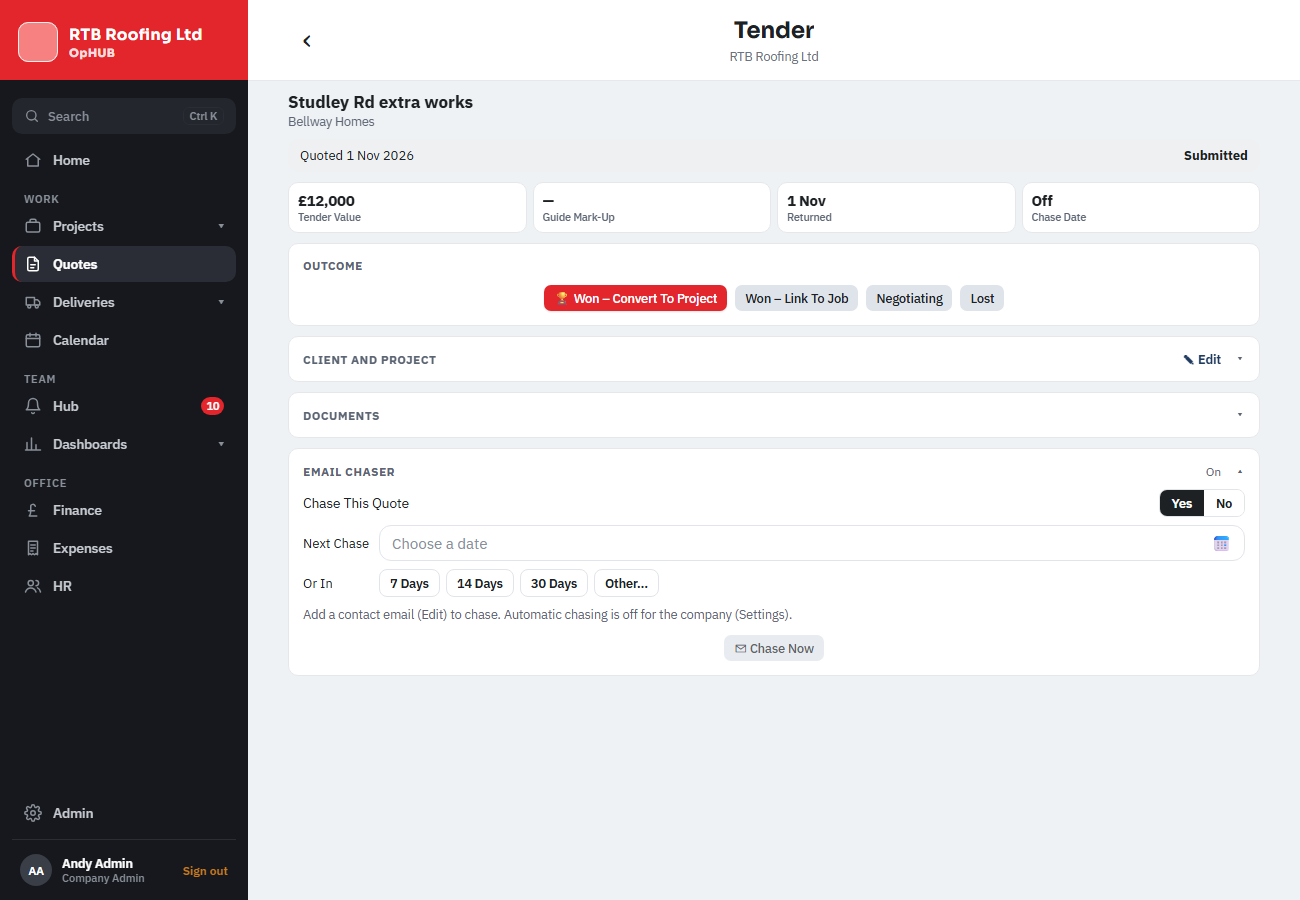 RTB Roofing Ltd
OpHUB
Search
Ctrl K
Home
WORK
Projects
Quotes
Deliveries
Calendar
TEAM
Hub
10
Dashboards
OFFICE
Finance
Expenses
HR
Admin
AA
Andy Admin
Company Admin
Sign out
Tender
RTB Roofing Ltd
Studley Rd extra works
Bellway Homes
Quoted 1 Nov 2026
Submitted
£12,000
Tender Value
—
Guide Mark-Up
1 Nov
Returned
Off
Chase Date
OUTCOME
Won – Convert To Project
Won – Link To Job
Negotiating
Lost
CLIENT AND PROJECT
Edit
DOCUMENTS
EMAIL CHASER
On
Chase This Quote
Yes
No
Next Chase
Choose a date
Or In
7 Days
14 Days
30 Days
Other...
Add a contact email (Edit) to chase. Automatic chasing is off for the company (Settings).
Chase Now